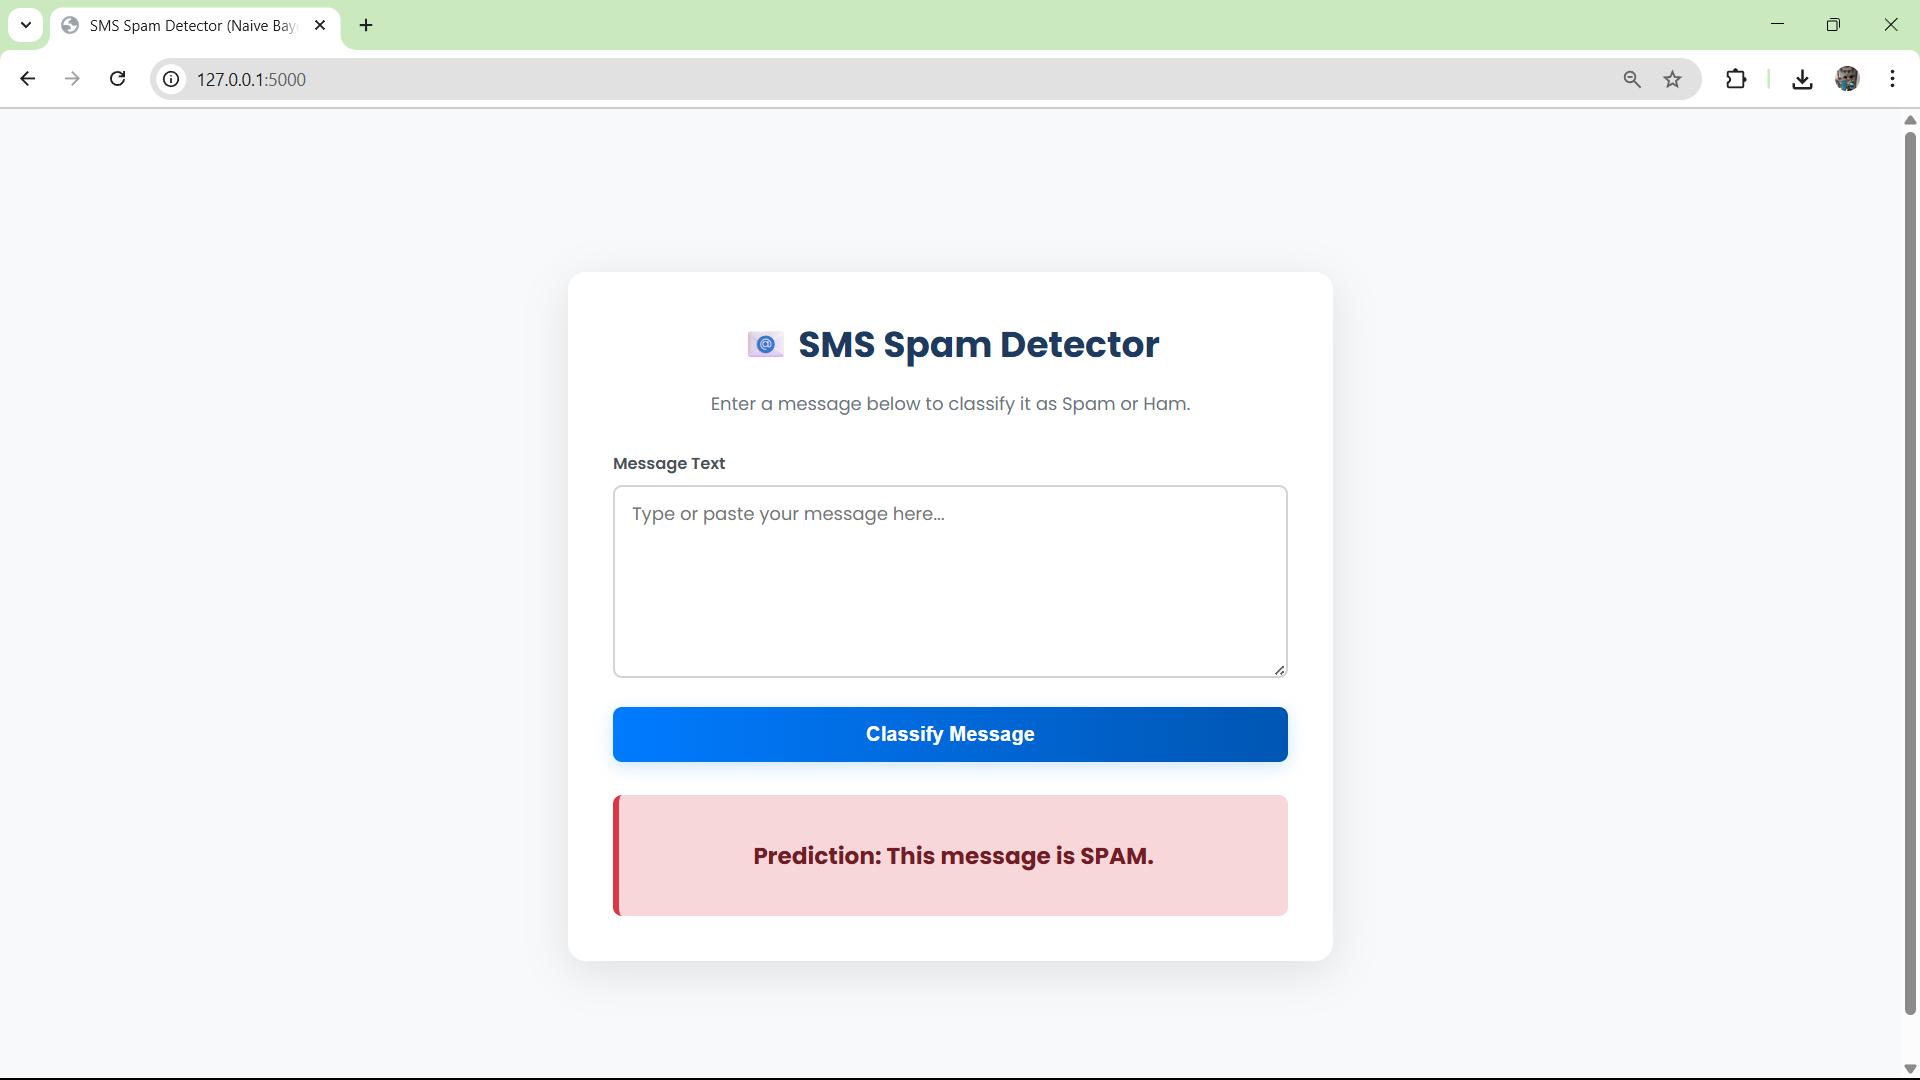 SMS Spam Detector (Naive Bay
127.0.0.1:5000
@ SMS Spam Detector
Enter a message below to classify it as Spam or Ham.
Message Text
Type or paste your message here...
Classify Message
Prediction: This message is SPAM.